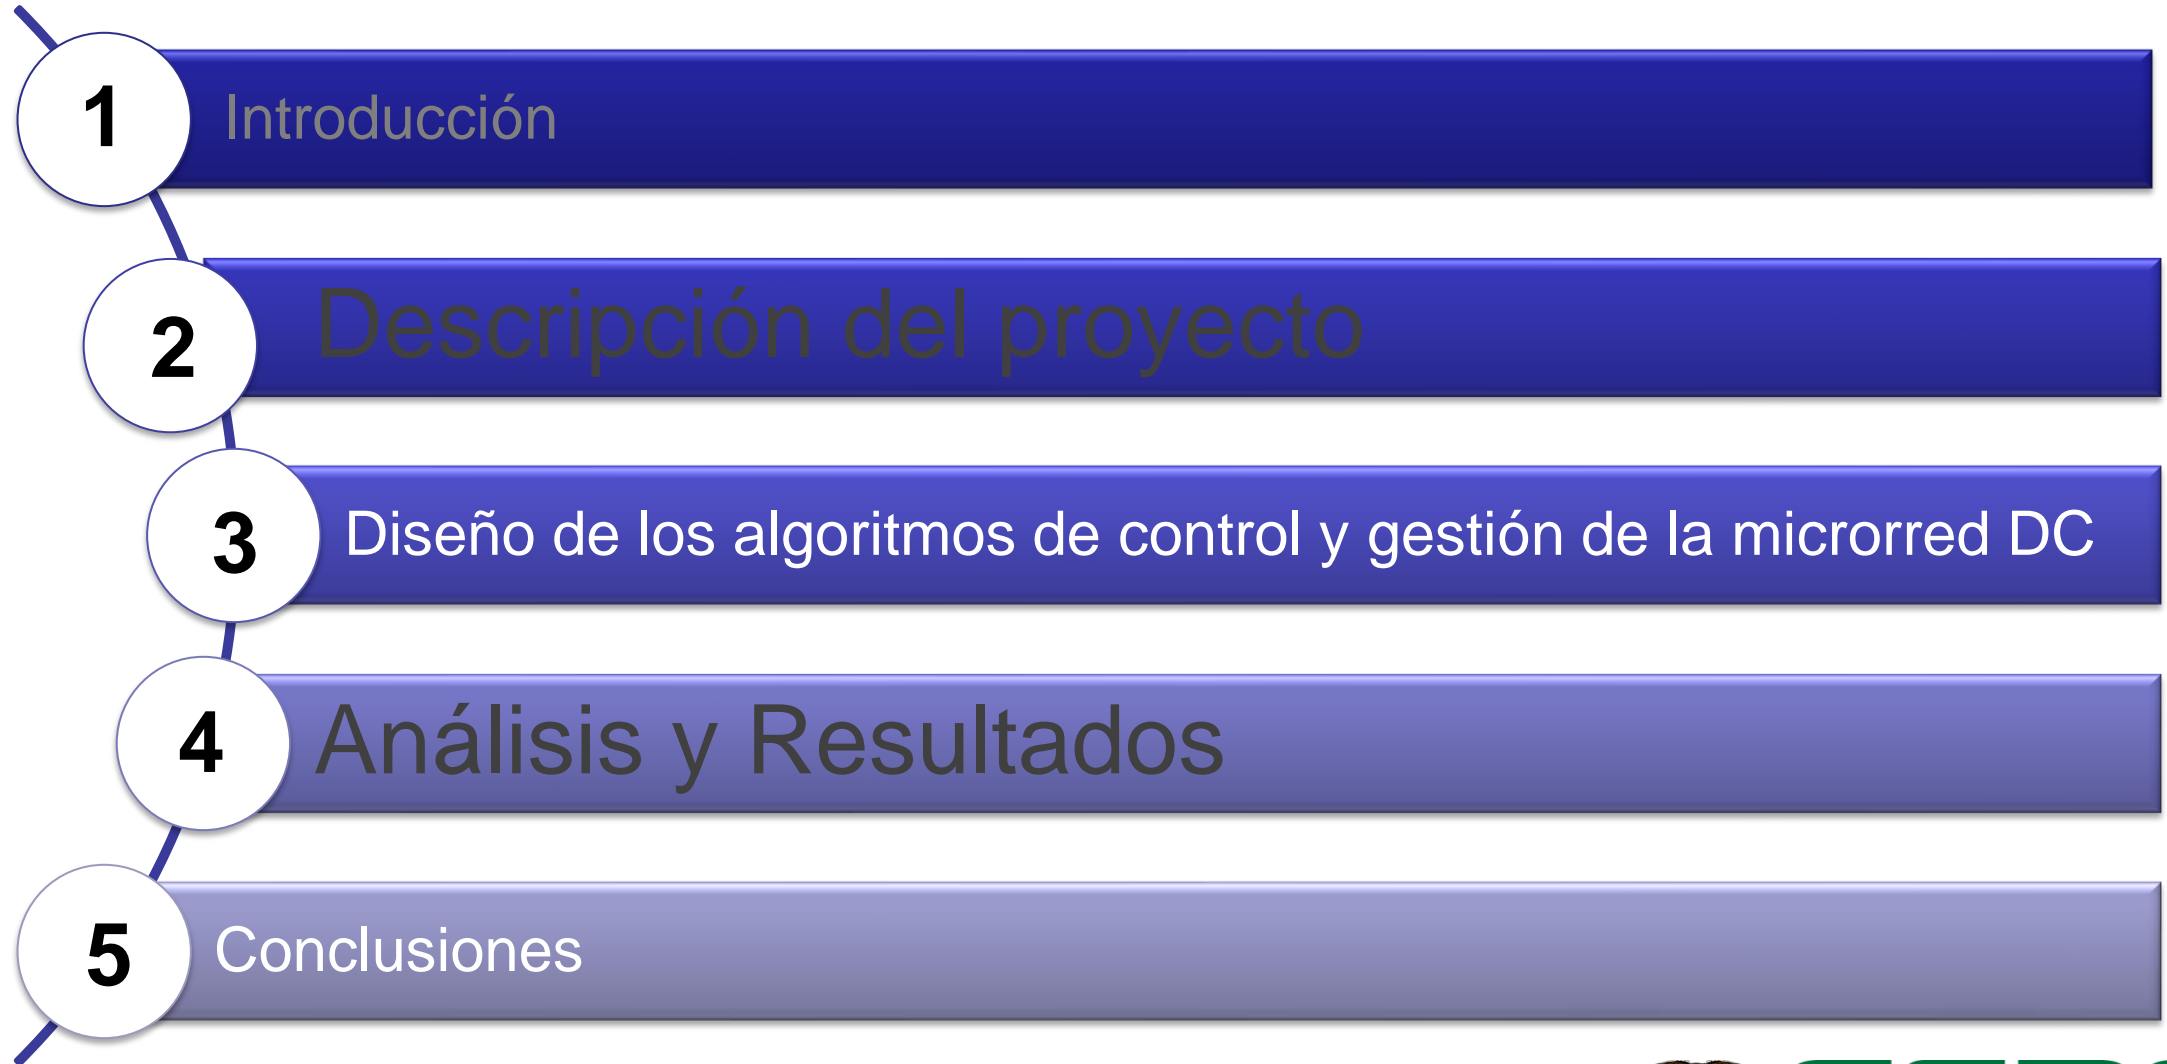 1
Introducción
2
Descripción del proyecto
3
Diseño de los algoritmos de control y gestión de la microrred DC
4
Análisis y Resultados
5
Conclusiones